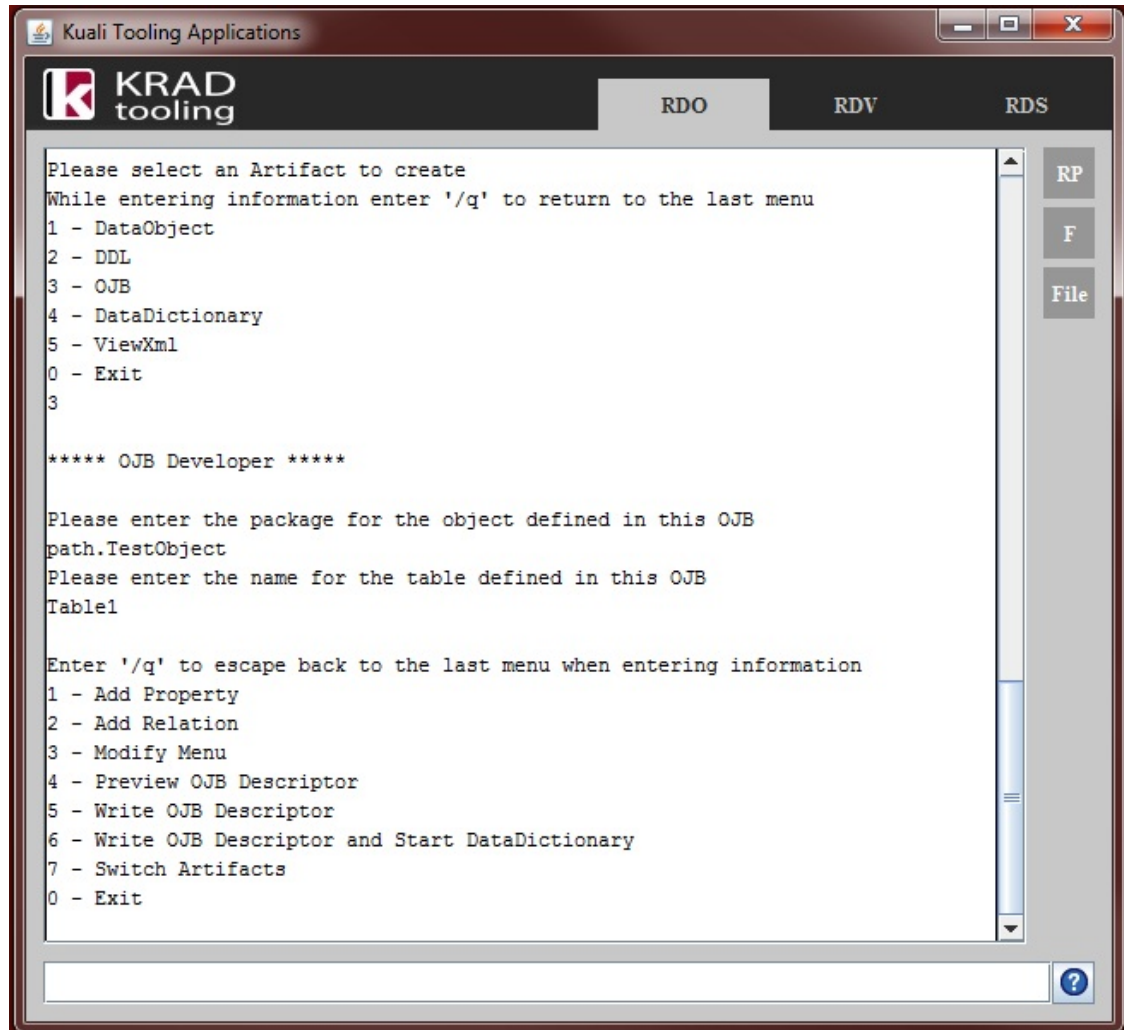 Kuali Tooling Applications
KRAD
tooling
RDO RDV RDS
Please select an Artifact to create
While entering information enter '/q' to return to the last menu
1 - DataObject
2 - DDL
3 - OJB
4 - DataDictionary
5 - ViewXml
0 - Exit
3
***** OJB Developer *****
Please enter the package for the object defined in this OJB
path.TestObject
Please enter the name for the table defined in this OJB
Table1
Enter '/q' to escape back to the last menu when entering information
1 - Add Property
2 - Add Relation
3 - Modify Menu
4 - Preview OJB Descriptor
5 - Write OJB Descriptor
6 - Write OJB Descriptor and Start DataDictionary
7 - Switch Artifacts
0 - Exit
RP
F
File
?